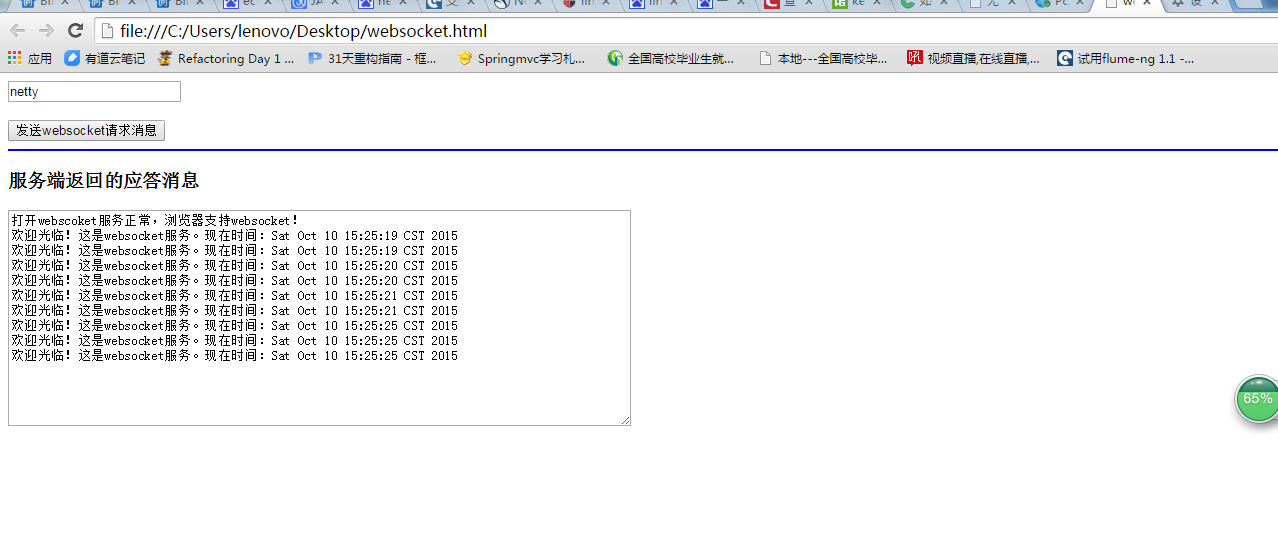 file:///C:/Users/lenovo/Desktop/websocket.html
应用 有道云笔记 Refactoring Day 1 ... 31天重构指南 - 框... Springmvc学习札... 全国高校毕业生就... 本地---全国高校毕... 视频直播,在线直播,... 试用flume-ng 1.1 -...
netty
发送websocket请求消息
服务端返回的应答消息
打开webscoket服务正常，浏览器支持websocket!
欢迎光临! 这是websocket服务。现在时间: Sat Oct 10 15:25:19 CST 2015
欢迎光临! 这是websocket服务。现在时间: Sat Oct 10 15:25:19 CST 2015
欢迎光临! 这是websocket服务。现在时间: Sat Oct 10 15:25:20 CST 2015
欢迎光临! 这是websocket服务。现在时间: Sat Oct 10 15:25:20 CST 2015
欢迎光临! 这是websocket服务。现在时间: Sat Oct 10 15:25:21 CST 2015
欢迎光临! 这是websocket服务。现在时间: Sat Oct 10 15:25:21 CST 2015
欢迎光临! 这是websocket服务。现在时间: Sat Oct 10 15:25:25 CST 2015
欢迎光临! 这是websocket服务。现在时间: Sat Oct 10 15:25:25 CST 2015
欢迎光临! 这是websocket服务。现在时间: Sat Oct 10 15:25:25 CST 2015
65%